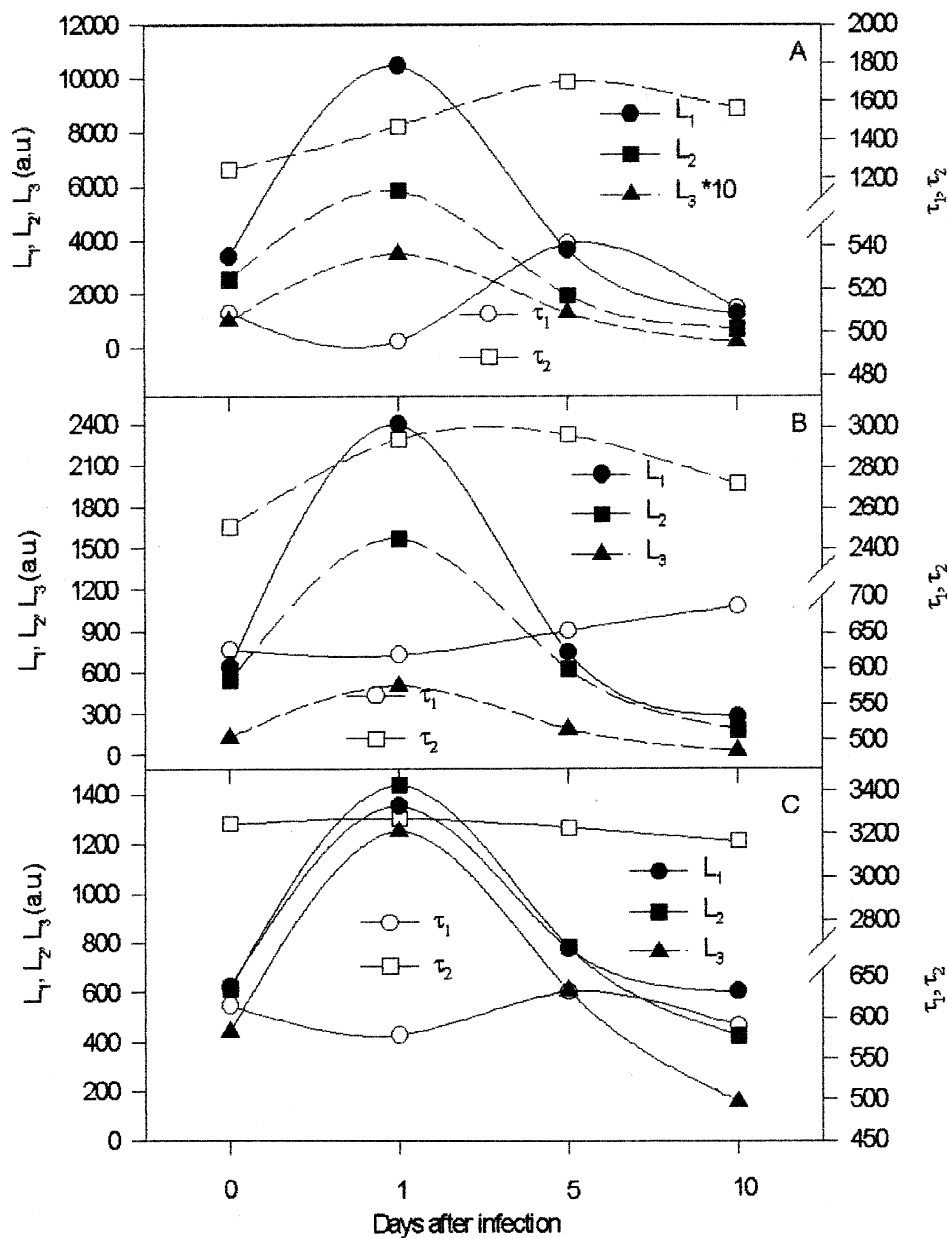 A
12000
10000
8000
6000
4000
2000
0
L₁, L₂, L₃ (a.u)
2000
1800
1600
1400
1200
540
520
500
480
τ₁, τ₂
L₁
L₂
L₃*10
τ₁
τ₂
B
2400
2100
1800
1500
1200
900
600
300
0
L₁, L₂, L₃ (a.u)
3000
2800
2600
2400
700
650
600
550
500
τ₁, τ₂
L₁
L₂
L₃
τ₁
τ₂
C
1400
1200
1000
800
600
400
200
0
L₁, L₂, L₃ (a.u)
3400
3200
3000
2800
650
600
550
500
450
τ₁, τ₂
L₁
L₂
L₃
τ₁
τ₂
0 1 5 10
Days after infection